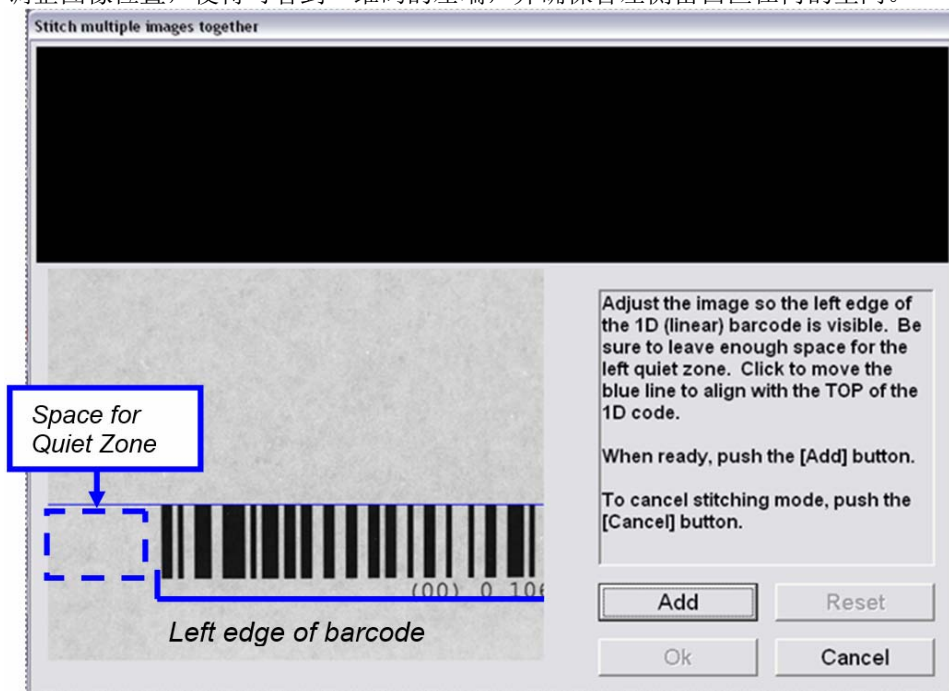 Stitch multiple images together
Adjust the image so the left edge of
the 1D (linear) barcode is visible. Be
sure to leave enough space for the
left quiet zone. Click to move the
blue line to align with the TOP of the
1D code.
When ready, push the [Add] button.
To cancel stitching mode, push the
[Cancel] button.
Space for
Quiet Zone
(00) 0 106
Left edge of barcode
Add
Reset
Ok
Cancel